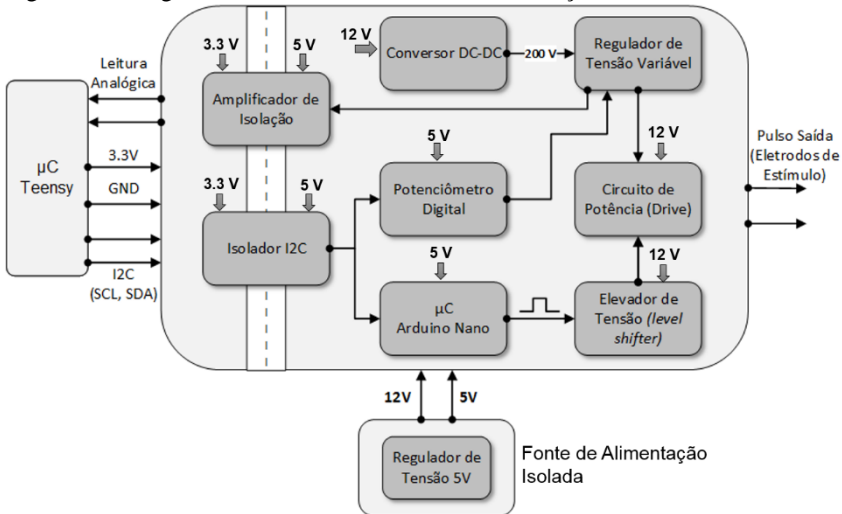 3.3 V
5 V
12 V
Conversor DC-DC
200 V
Regulador de
Tensão Variável
Leitura
Analógica
Amplificador de
Isolação
µC
Teensy
3.3V
GND
I2C
(SCL, SDA)
3.3 V
5 V
Isolador I2C
5 V
Potenciômetro
Digital
12 V
Circuito de
Potência (Drive)
Pulso Saída
(Eletrodos de
Estímulo)
5 V
µC
Arduino Nano
12 V
Elevador de
Tensão (level
shifter)
12V
5V
Regulador de
Tensão 5V
Fonte de Alimentação
Isolada